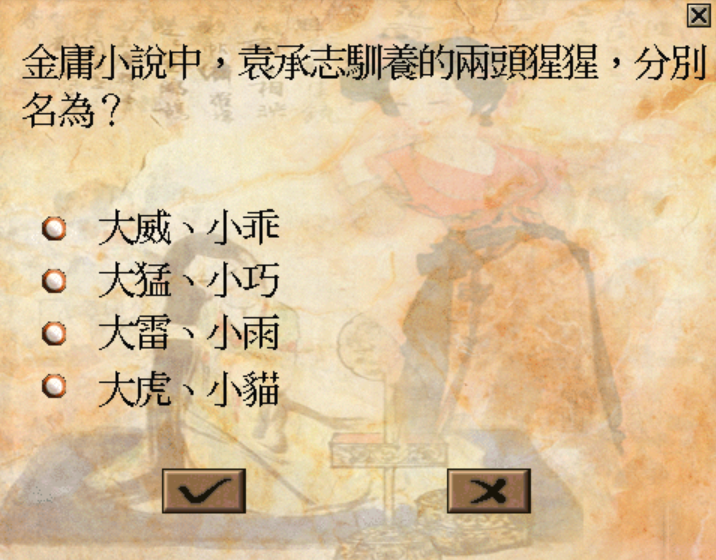 金庸小說中，袁承志馴養的兩頭猩猩，分別
名為？
大威、小乖
大猛、小巧
大雷、小雨
大虎、小貓